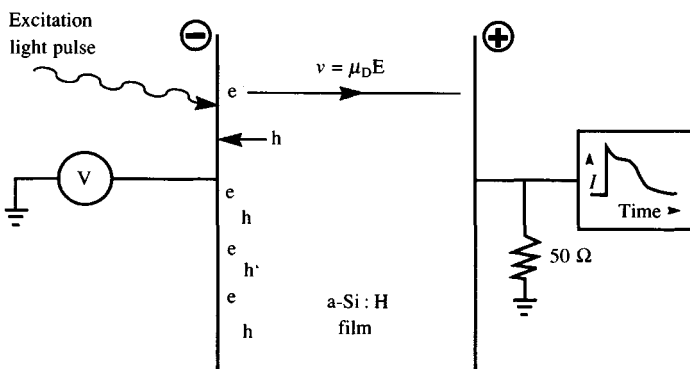 Excitation
light pulse
−
+
e
v = μDE
h
V
e
h
e
h
e
h
a-Si : H
film
50 Ω
I
Time